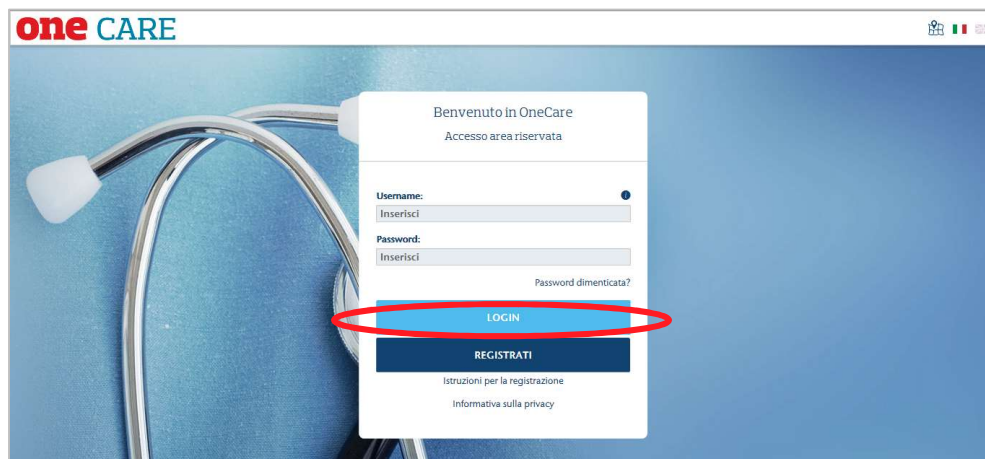 one CARE
Benvenuto in OneCare
Accesso area riservata
Username:
Inserisci
Password:
Inserisci
Password dimenticata?
LOGIN
REGISTRATI
Istruzioni per la registrazione
Informativa sulla privacy